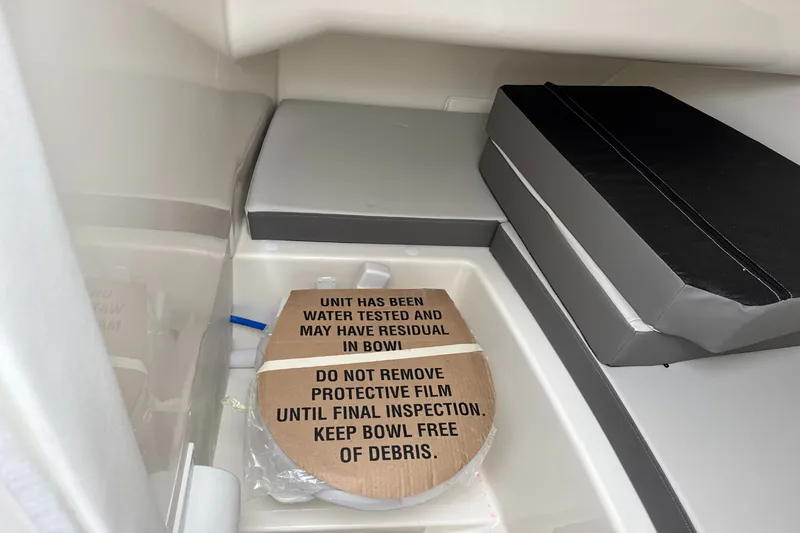 UNIT HAS BEEN
WATER TESTED AND
MAY HAVE RESIDUAL
IN BOWL
DO NOT REMOVE
PROTECTIVE FILM
UNTIL FINAL INSPECTION.
KEEP BOWL FREE
OF DEBRIS.